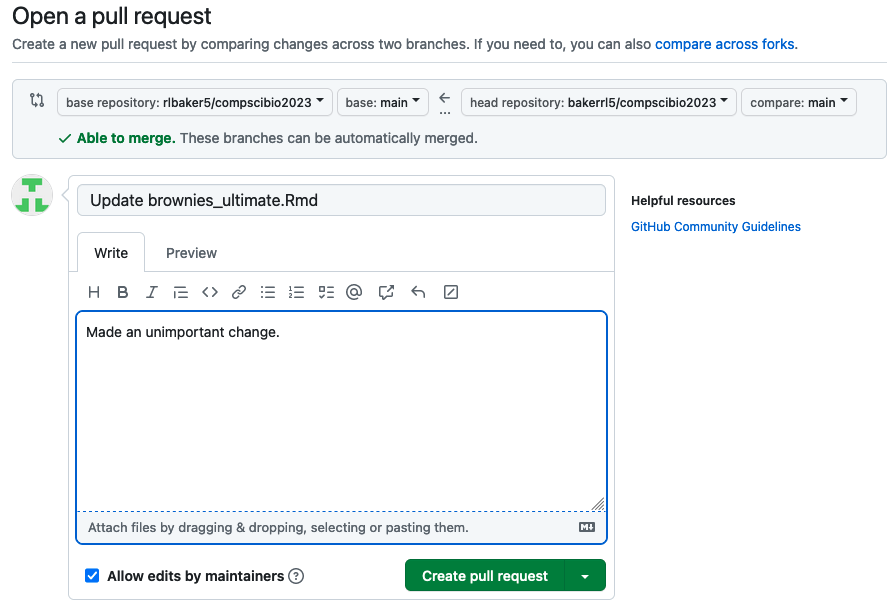 Open a pull request
Create a new pull request by comparing changes across two branches. If you need to, you can also compare across forks.
base repository: rlbaker5/compscibio2023 base: main ← head repository: bakerrl5/compscibio2023 compare: main
✓ Able to merge. These branches can be automatically merged.
Update brownies_ultimate.Rmd
Helpful resources
GitHub Community Guidelines
Write Preview
Made an unimportant change.
Attach files by dragging & dropping, selecting or pasting them.
Allow edits by maintainers
Create pull request